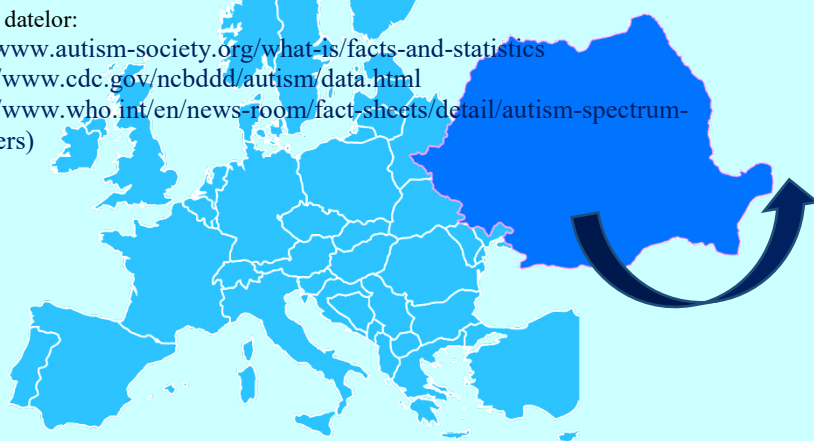 datelor:
www.autism-society.org/what-is/facts-and-statistics
/www.cdc.gov/ncbddd/autism/data.html
/www.who.int/en/news-room/fact-sheets/detail/autism-spectrum-
ers)